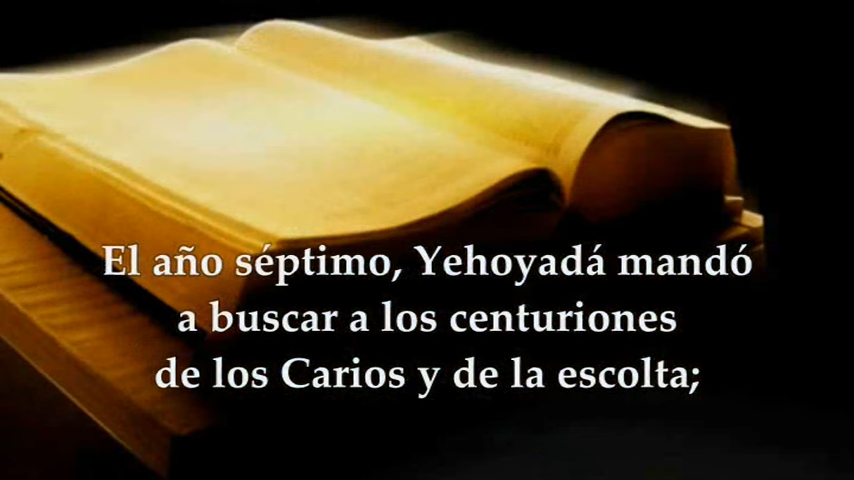 El año séptimo, Yehoyadá mandó
a buscar a los centuriones
de los Carios y de la escolta;